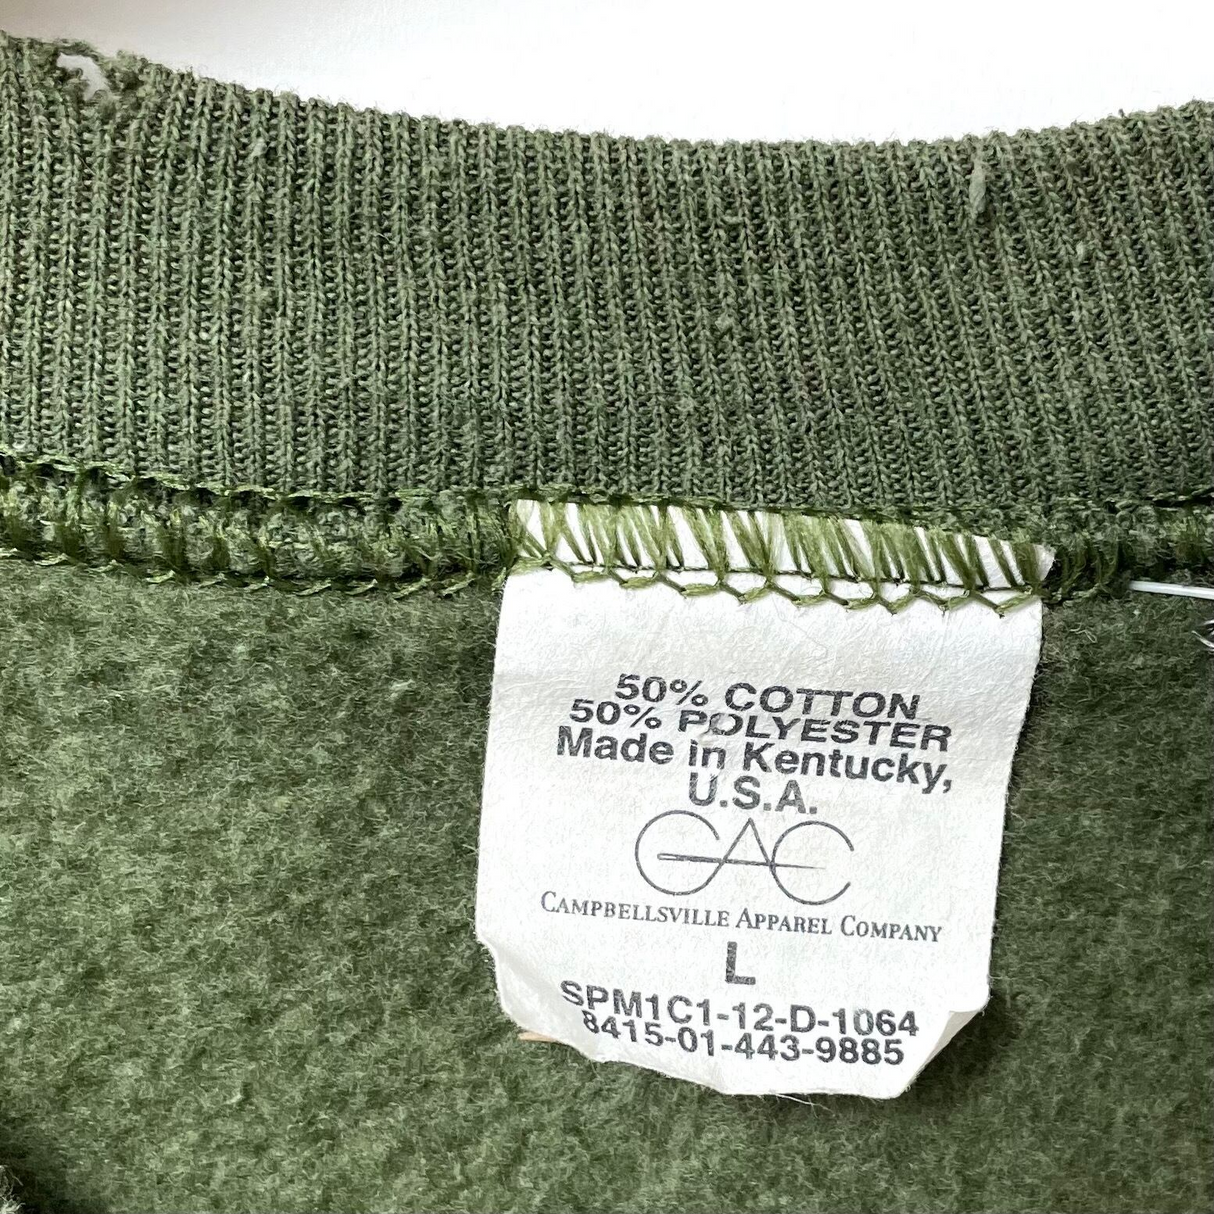 50% COTTON
50% POLYESTER
Made in Kentucky,
U.S.A.
CAC
CAMPBELLSVILLE APPAREL COMPANY
L
SPM1C1-12-D-1064
8415-01-443-9885